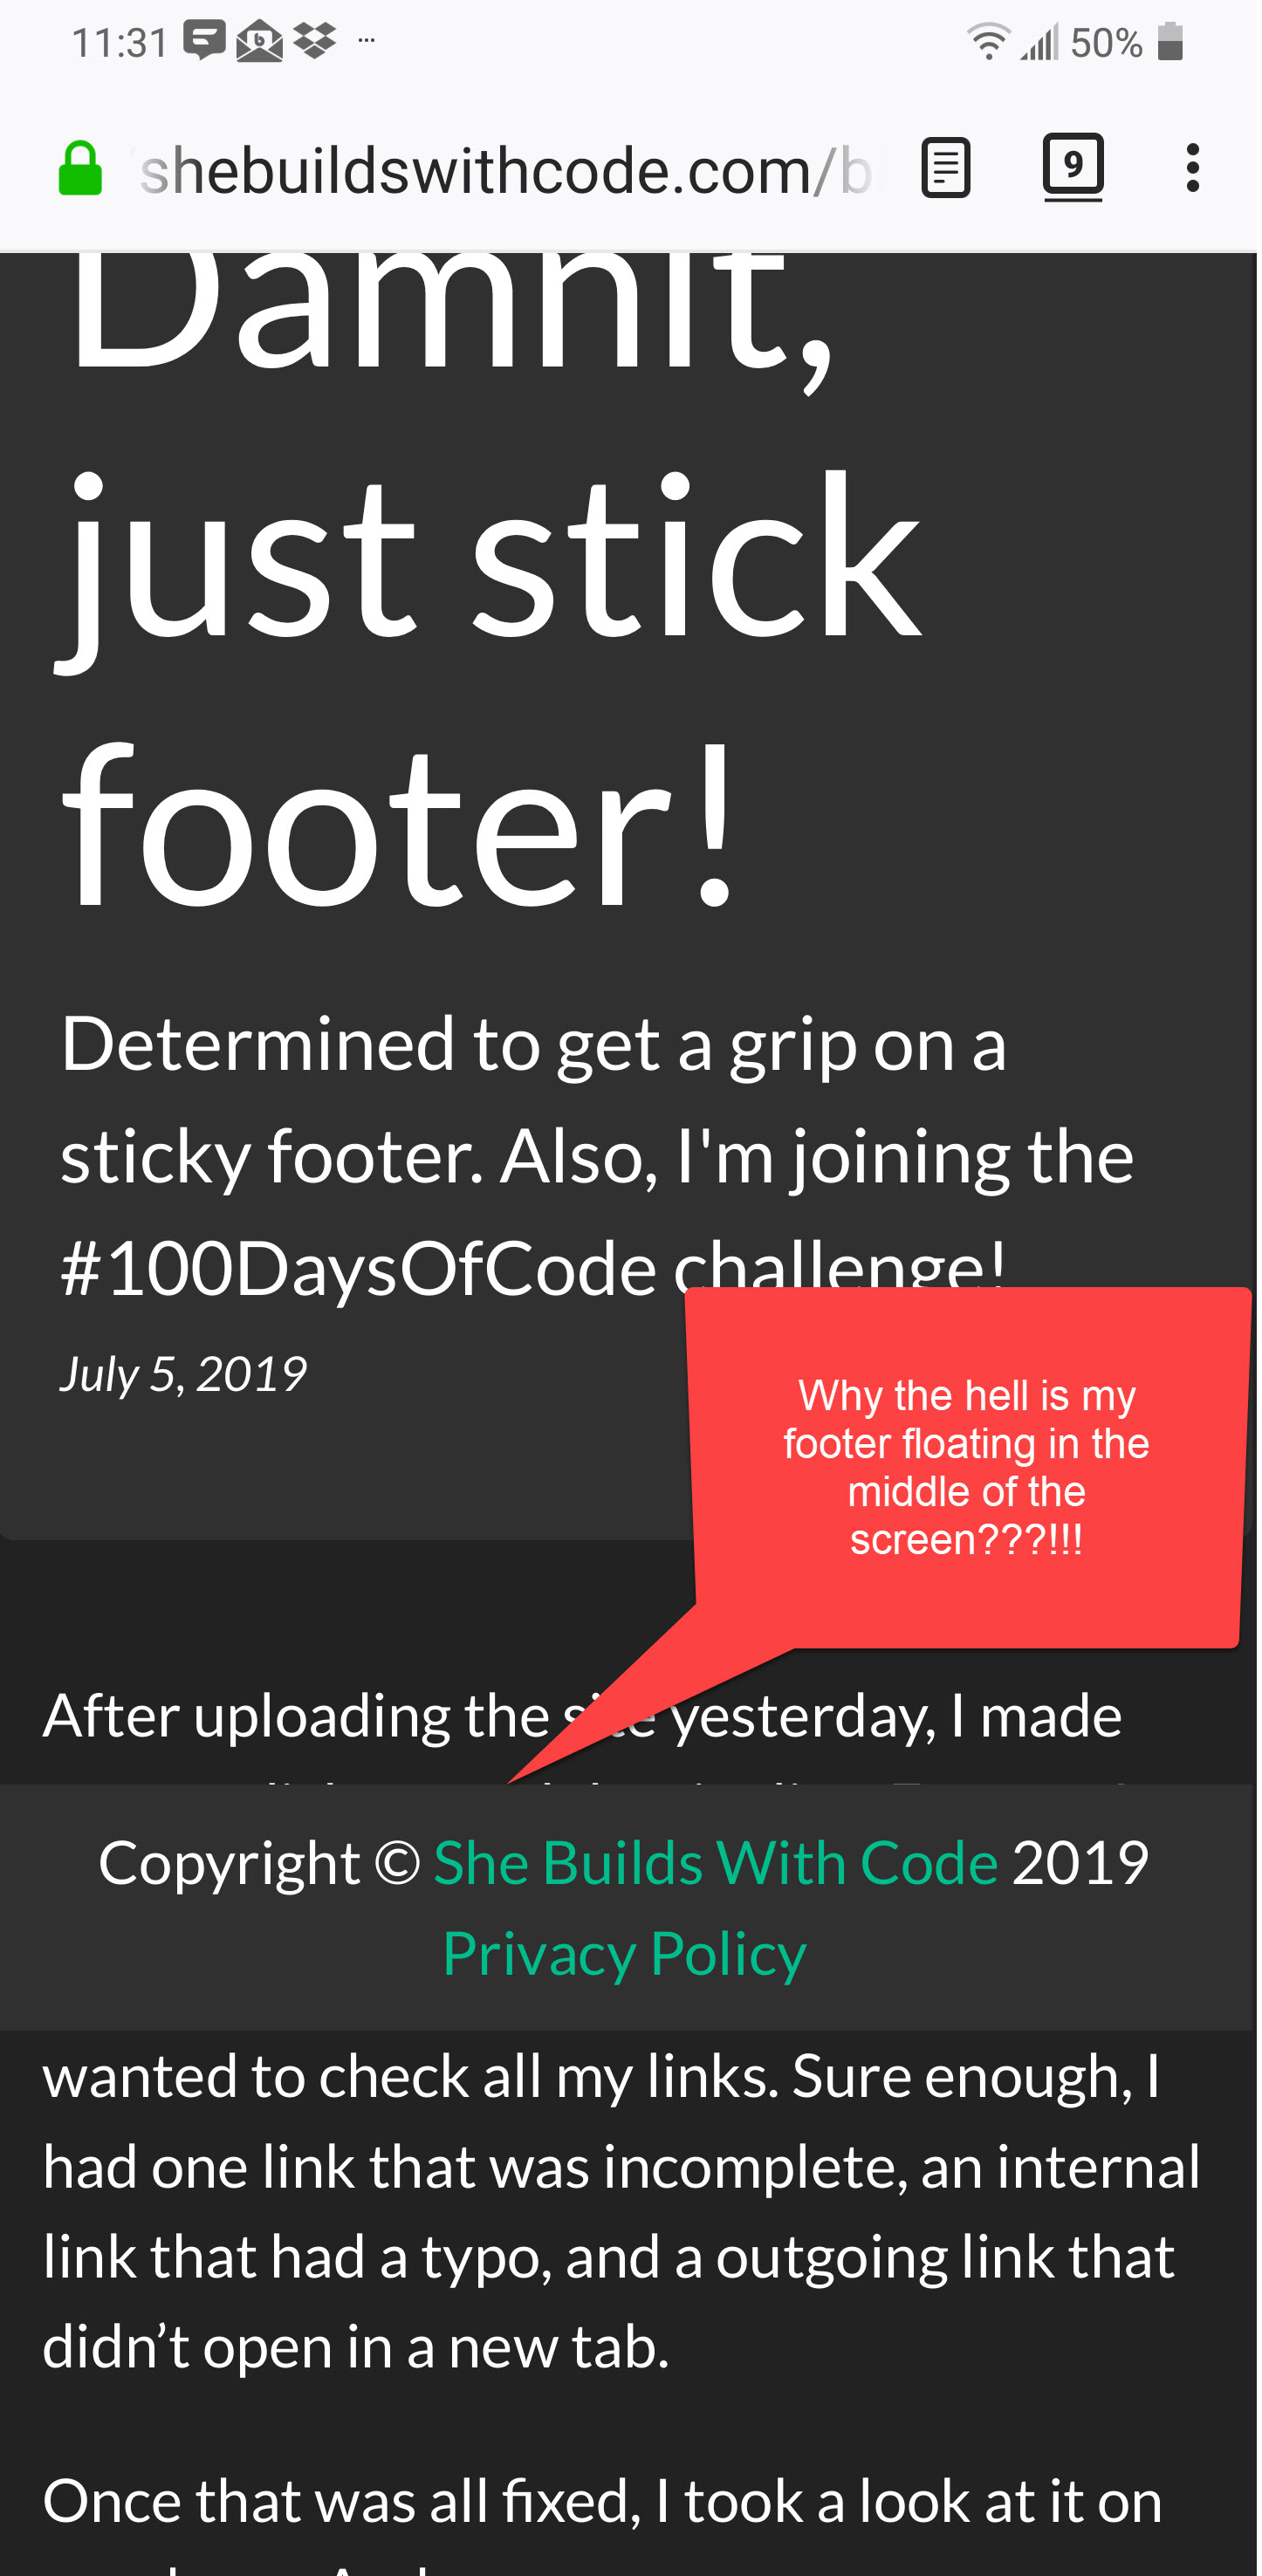 11:31 ... 50%
shebuildswithcode.com/b 9
Damnit,
just stick
footer!
Determined to get a grip on a
sticky footer. Also, I'm joining the
#100DaysOfCode challenge!
July 5, 2019
Why the hell is my
footer floating in the
middle of the
screen???!!!
After uploading the site yesterday, I made
Copyright © She Builds With Code 2019
Privacy Policy
wanted to check all my links. Sure enough, I
had one link that was incomplete, an internal
link that had a typo, and a outgoing link that
didn’t open in a new tab.
Once that was all fixed, I took a look at it on